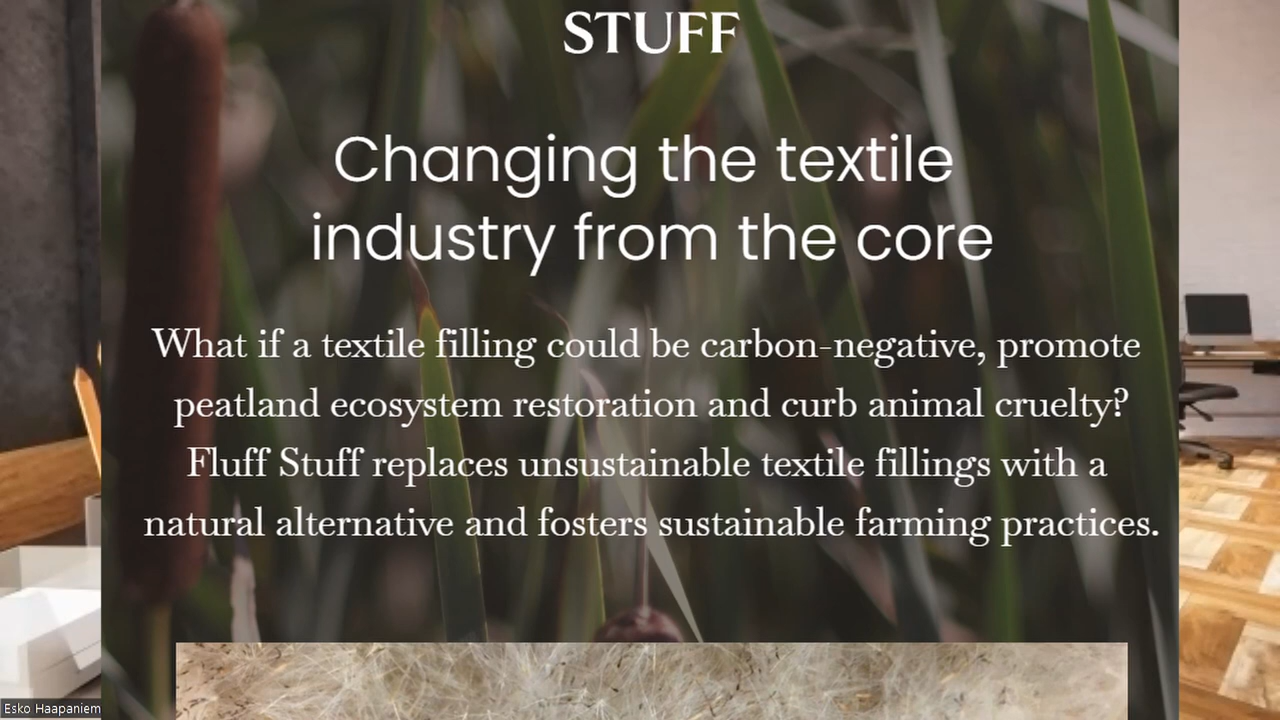 STUFF
Changing the textile
industry from the core
What if a textile filling could be carbon-negative, promote
peatland ecosystem restoration and curb animal cruelty?
Fluff Stuff replaces unsustainable textile fillings with a
natural alternative and fosters sustainable farming practices.
Esko Haapaniem